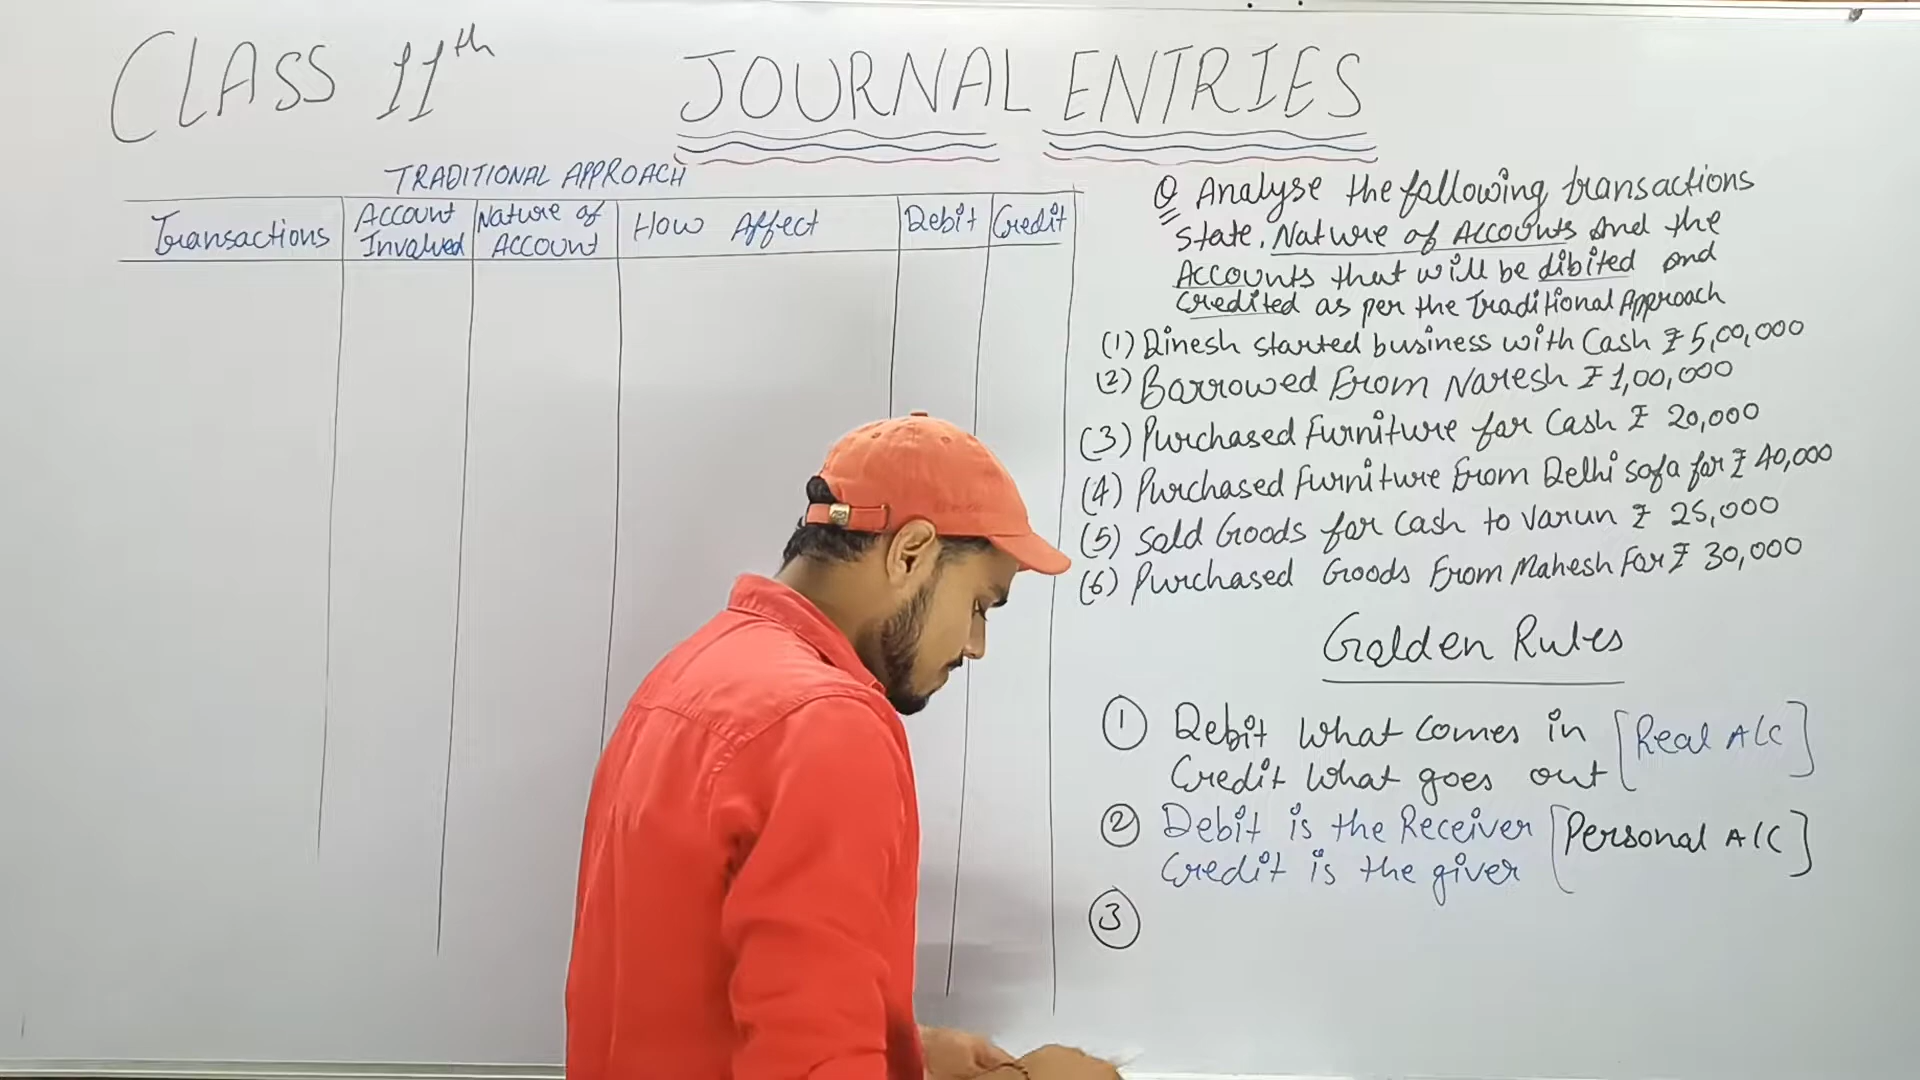 CLASS 11th
JOURNAL ENTRIES
TRADITIONAL APPROACH
Transactions
Account
Involved
Nature of
Account
How Affect
Debit
Credit
Q Analyse the following transactions
State, Nature of Accounts And the
Accounts that will be dibited and
Credited as per the Traditional Approach
(1) Dinesh started business with Cash ₹ 5,00,000
(2) Barrowed From Naresh ₹ 1,00,000
(3) Purchased Furniture for Cash ₹ 20,000
(4) Purchased Furniture From Delhi sofa for ₹ 40,000
(5) Sold Goods for Cash to Varun ₹ 25,000
(6) Purchased Goods From Mahesh For ₹ 30,000
Golden Rules
1 Debit What Comes in [Real A/C]
Credit What goes out
2 Debit is the Receiver [Personal A/C]
Credit is the giver
3